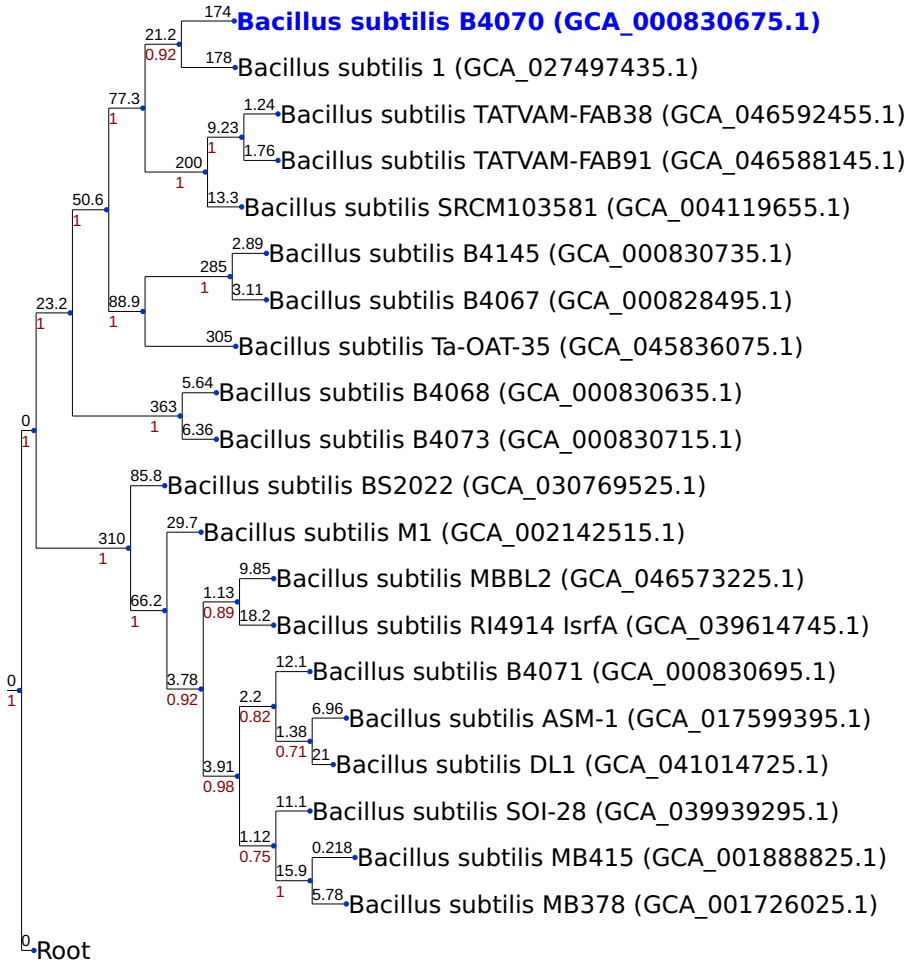 174
Bacillus subtilis B4070 (GCA_000830675.1)
21.2
0.92
178
Bacillus subtilis 1 (GCA_027497435.1)
77.3
1
1.24
Bacillus subtilis TATVAM-FAB38 (GCA_046592455.1)
9.23
1
1.76
Bacillus subtilis TATVAM-FAB91 (GCA_046588145.1)
200
1
13.3
Bacillus subtilis SRCM103581 (GCA_004119655.1)
50.6
1
2.89
Bacillus subtilis B4145 (GCA_000830735.1)
285
1
3.11
Bacillus subtilis B4067 (GCA_000828495.1)
23.2
1
88.9
1
305
Bacillus subtilis Ta-OAT-35 (GCA_045836075.1)
5.64
Bacillus subtilis B4068 (GCA_000830635.1)
363
1
6.36
Bacillus subtilis B4073 (GCA_000830715.1)
0
1
85.8
Bacillus subtilis BS2022 (GCA_030769525.1)
29.7
Bacillus subtilis M1 (GCA_002142515.1)
310
1
9.85
Bacillus subtilis MBBL2 (GCA_046573225.1)
1.13
0.89
66.2
1
18.2
Bacillus subtilis RI4914 IsrfA (GCA_039614745.1)
12.1
Bacillus subtilis B4071 (GCA_000830695.1)
0
1
3.78
0.92
2.2
0.82
6.96
Bacillus subtilis ASM-1 (GCA_017599395.1)
1.38
0.71
21
Bacillus subtilis DL1 (GCA_041014725.1)
3.91
0.98
11.1
Bacillus subtilis SOI-28 (GCA_039939295.1)
1.12
0.75
0.218
Bacillus subtilis MB415 (GCA_001888825.1)
15.9
1
5.78
Bacillus subtilis MB378 (GCA_001726025.1)
0
Root